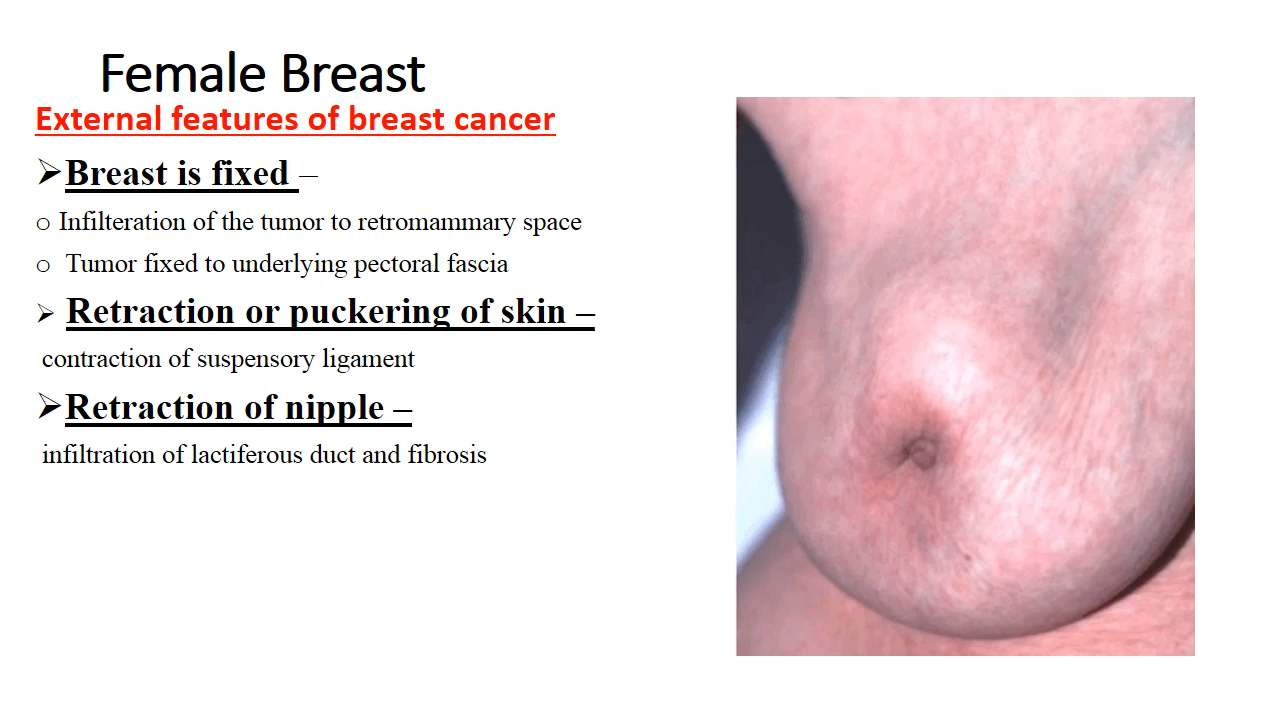 Female Breast
External features of breast cancer
➢Breast is fixed –
o Infilteration of the tumor to retromammary space
o Tumor fixed to underlying pectoral fascia
➢ Retraction or puckering of skin –
contraction of suspensory ligament
➢Retraction of nipple –
infiltration of lactiferous duct and fibrosis